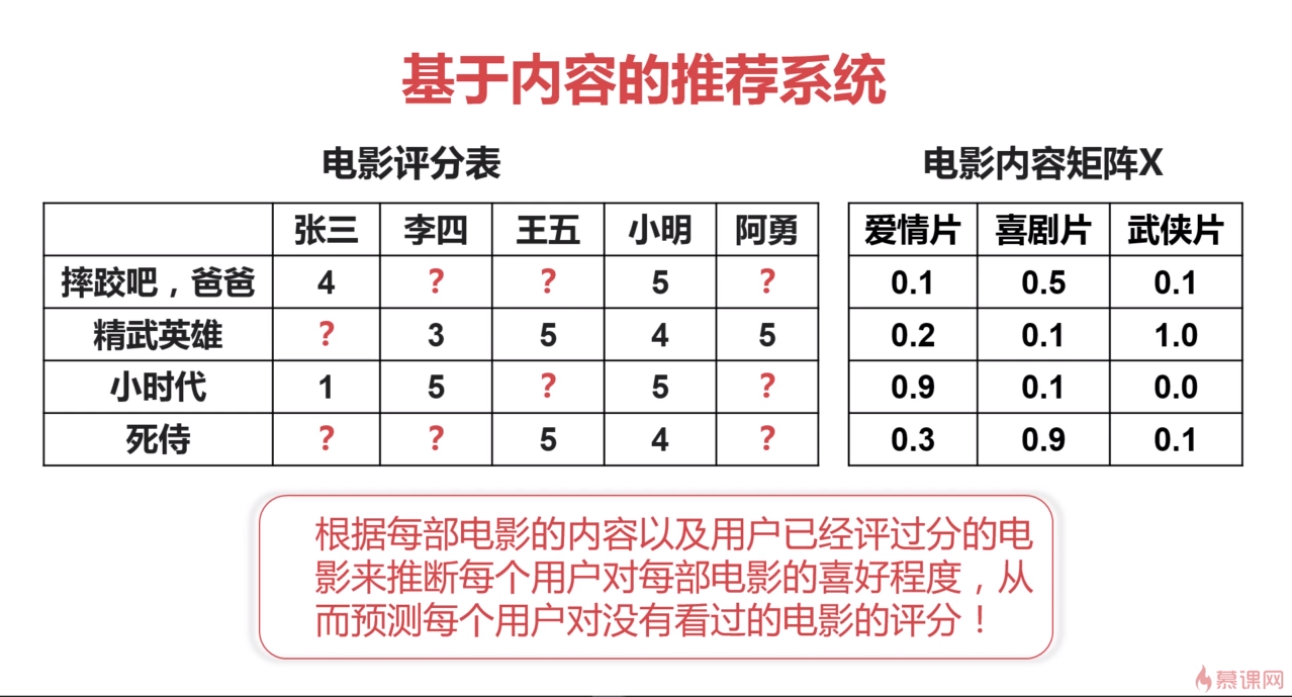 基于内容的推荐系统
电影评分表
电影内容矩阵X
张三 李四 王五 小明 阿勇 爱情片 喜剧片 武侠片
摔跤吧，爸爸 4 ? ? 5 ? 0.1 0.5 0.1
精武英雄 ? 3 5 4 5 0.2 0.1 1.0
小时代 1 5 ? 5 ? 0.9 0.1 0.0
死侍 ? ? 5 4 ? 0.3 0.9 0.1
根据每部电影的内容以及用户已经评过分的电
影来推断每个用户对每部电影的喜好程度，从
而预测每个用户对没有看过的电影的评分！
慕课网